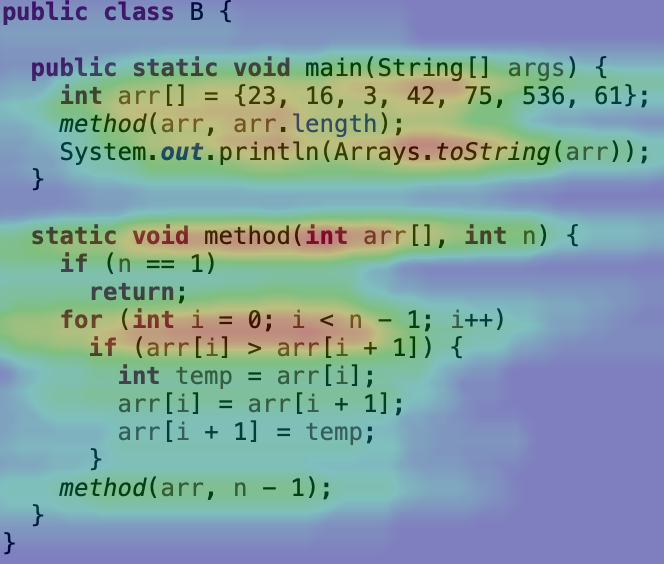 public class B {
public static void main(String[] args) {
int arr[] = {23, 16, 3, 42, 75, 536, 61};
method(arr, arr.length);
System.out.println(Arrays.toString(arr));
}
static void method(int arr[], int n) {
if (n == 1)
return;
for (int i = 0; i < n - 1; i++)
if (arr[i] > arr[i + 1]) {
int temp = arr[i];
arr[i] = arr[i + 1];
arr[i + 1] = temp;
}
method(arr, n - 1);
}
}